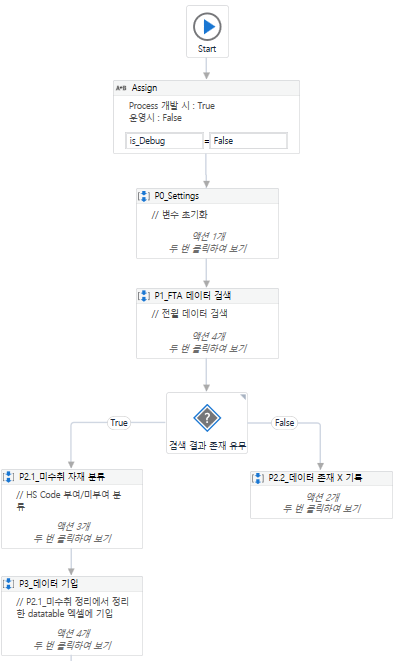 Start
A*B Assign
Process 개발 시 : True
운영시 : False
is_Debug = False
P0_Settings
// 변수 초기화
액션 1개
두 번 클릭하여 보기
P1_FTA 데이터 검색
// 전월 데이터 검색
액션 4개
두 번 클릭하여 보기
True
False
검색 결과 존재 유무
P2.1_미수취 자재 분류
// HS Code 부여/미부여 분
류
액션 3개
두 번 클릭하여 보기
P2.2_데이터 존재 X 기록
액션 2개
두 번 클릭하여 보기
P3_데이터 기입
// P2.1_미수취 정리에서 정리
한 datatable 엑셀에 기입
액션 4개
두 번 클릭하여 보기